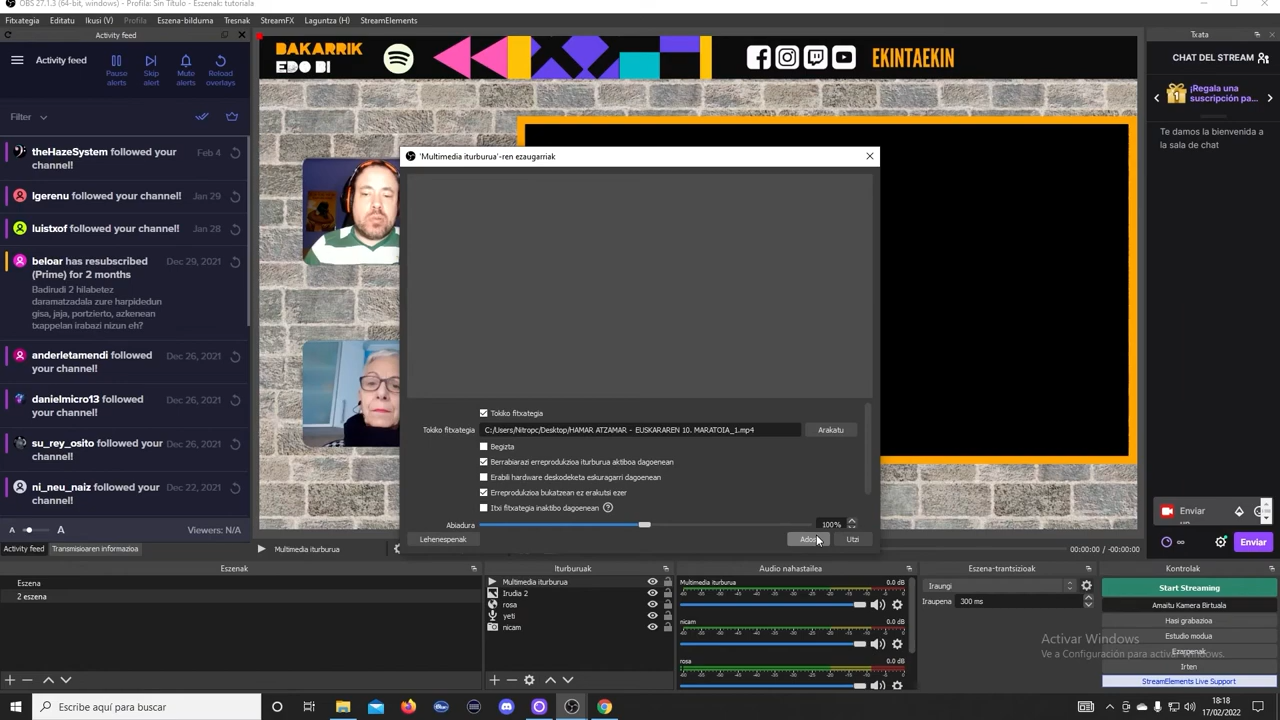 OBS 27.1.3 (64-bit, windows) - Profila: Sin Título - Eszenak: tutoriala
Fitxategia Editatu Ikusi (V) Profila Eszena-bilduma Tresnak StreamFX Laguntza (H) StreamElements
Activity feed
Activity feed
Pause alerts
Skip alerts
Mute alerts
Reload overlays
Filter
theHazeSystem followed your channel!
Feb 4
lgerenu followed your channel!
Jan 29
luistxof followed your channel!
Jan 28
beloar has resubscribed (Prime) for 2 months
Dec 29, 2021
Badirudi 2 hilabetez
daramatzadala zure harpidedun
gisa, jaja, portzierto, azkenean
txappelan irabazi nizun eh?
anderletamendi followed your channel!
Dec 26, 2021
danielmicro13 followed your channel!
Dec 26, 2021
su_rey_osito followed your channel!
Dec 26, 2021
ni_neu_naiz followed your channel!
Dec 22, 2021
A A Viewers: N/A
Activity feed Transmisioaren informazioa
BAKARRIK
EDO BI
EKINTAEKIN
'Multimedia iturburua'-ren ezaugarriak
Tokiko fitxategia
Tokiko fitxategia C:/Users/Nitropc/Desktop/HAMAR ATZAMAR - EUSKARAREN 10. MARATOIA_1.mp4 Arakatu
Begizta
Berrabiarazi erreprodukzioa iturburua aktiboa dagoenean
Erabili hardware deskodeketa eskuragarri dagoenean
Erreprodukzioa bukatzean ez erakutsi ezer
Itxi fitxategia inaktibo dagoenean
Abiadura 100%
Lehenespenak Ados Utzi
Txata
CHAT DEL STREAM
¡Regala una
suscripción pa...
Te damos la bienvenida a
la sala de chat
Enviar
un
Enviar
Multimedia iturburua
00:00:00 / -00:00:00
Eszenak
Eszena
2 eszena
Iturburuak
Multimedia iturburua
Irudia 2
rosa
yeti
nicam
Audio nahastailea
Multimedia iturburua 0.0 dB
nicam 0.0 dB
rosa 0.0 dB
Eszena-trantsizioak
Iraungi
Iraupena 300 ms
Kontrolak
Start Streaming
Amaitu Kamera Birtuala
Hasi grabazioa
Estudio modua
Ezarpenak
Irten
StreamElements Live Support
Activar Windows
Ve a Configuración para activar Windows.
Escribe aquí para buscar
18:18
17/02/2022